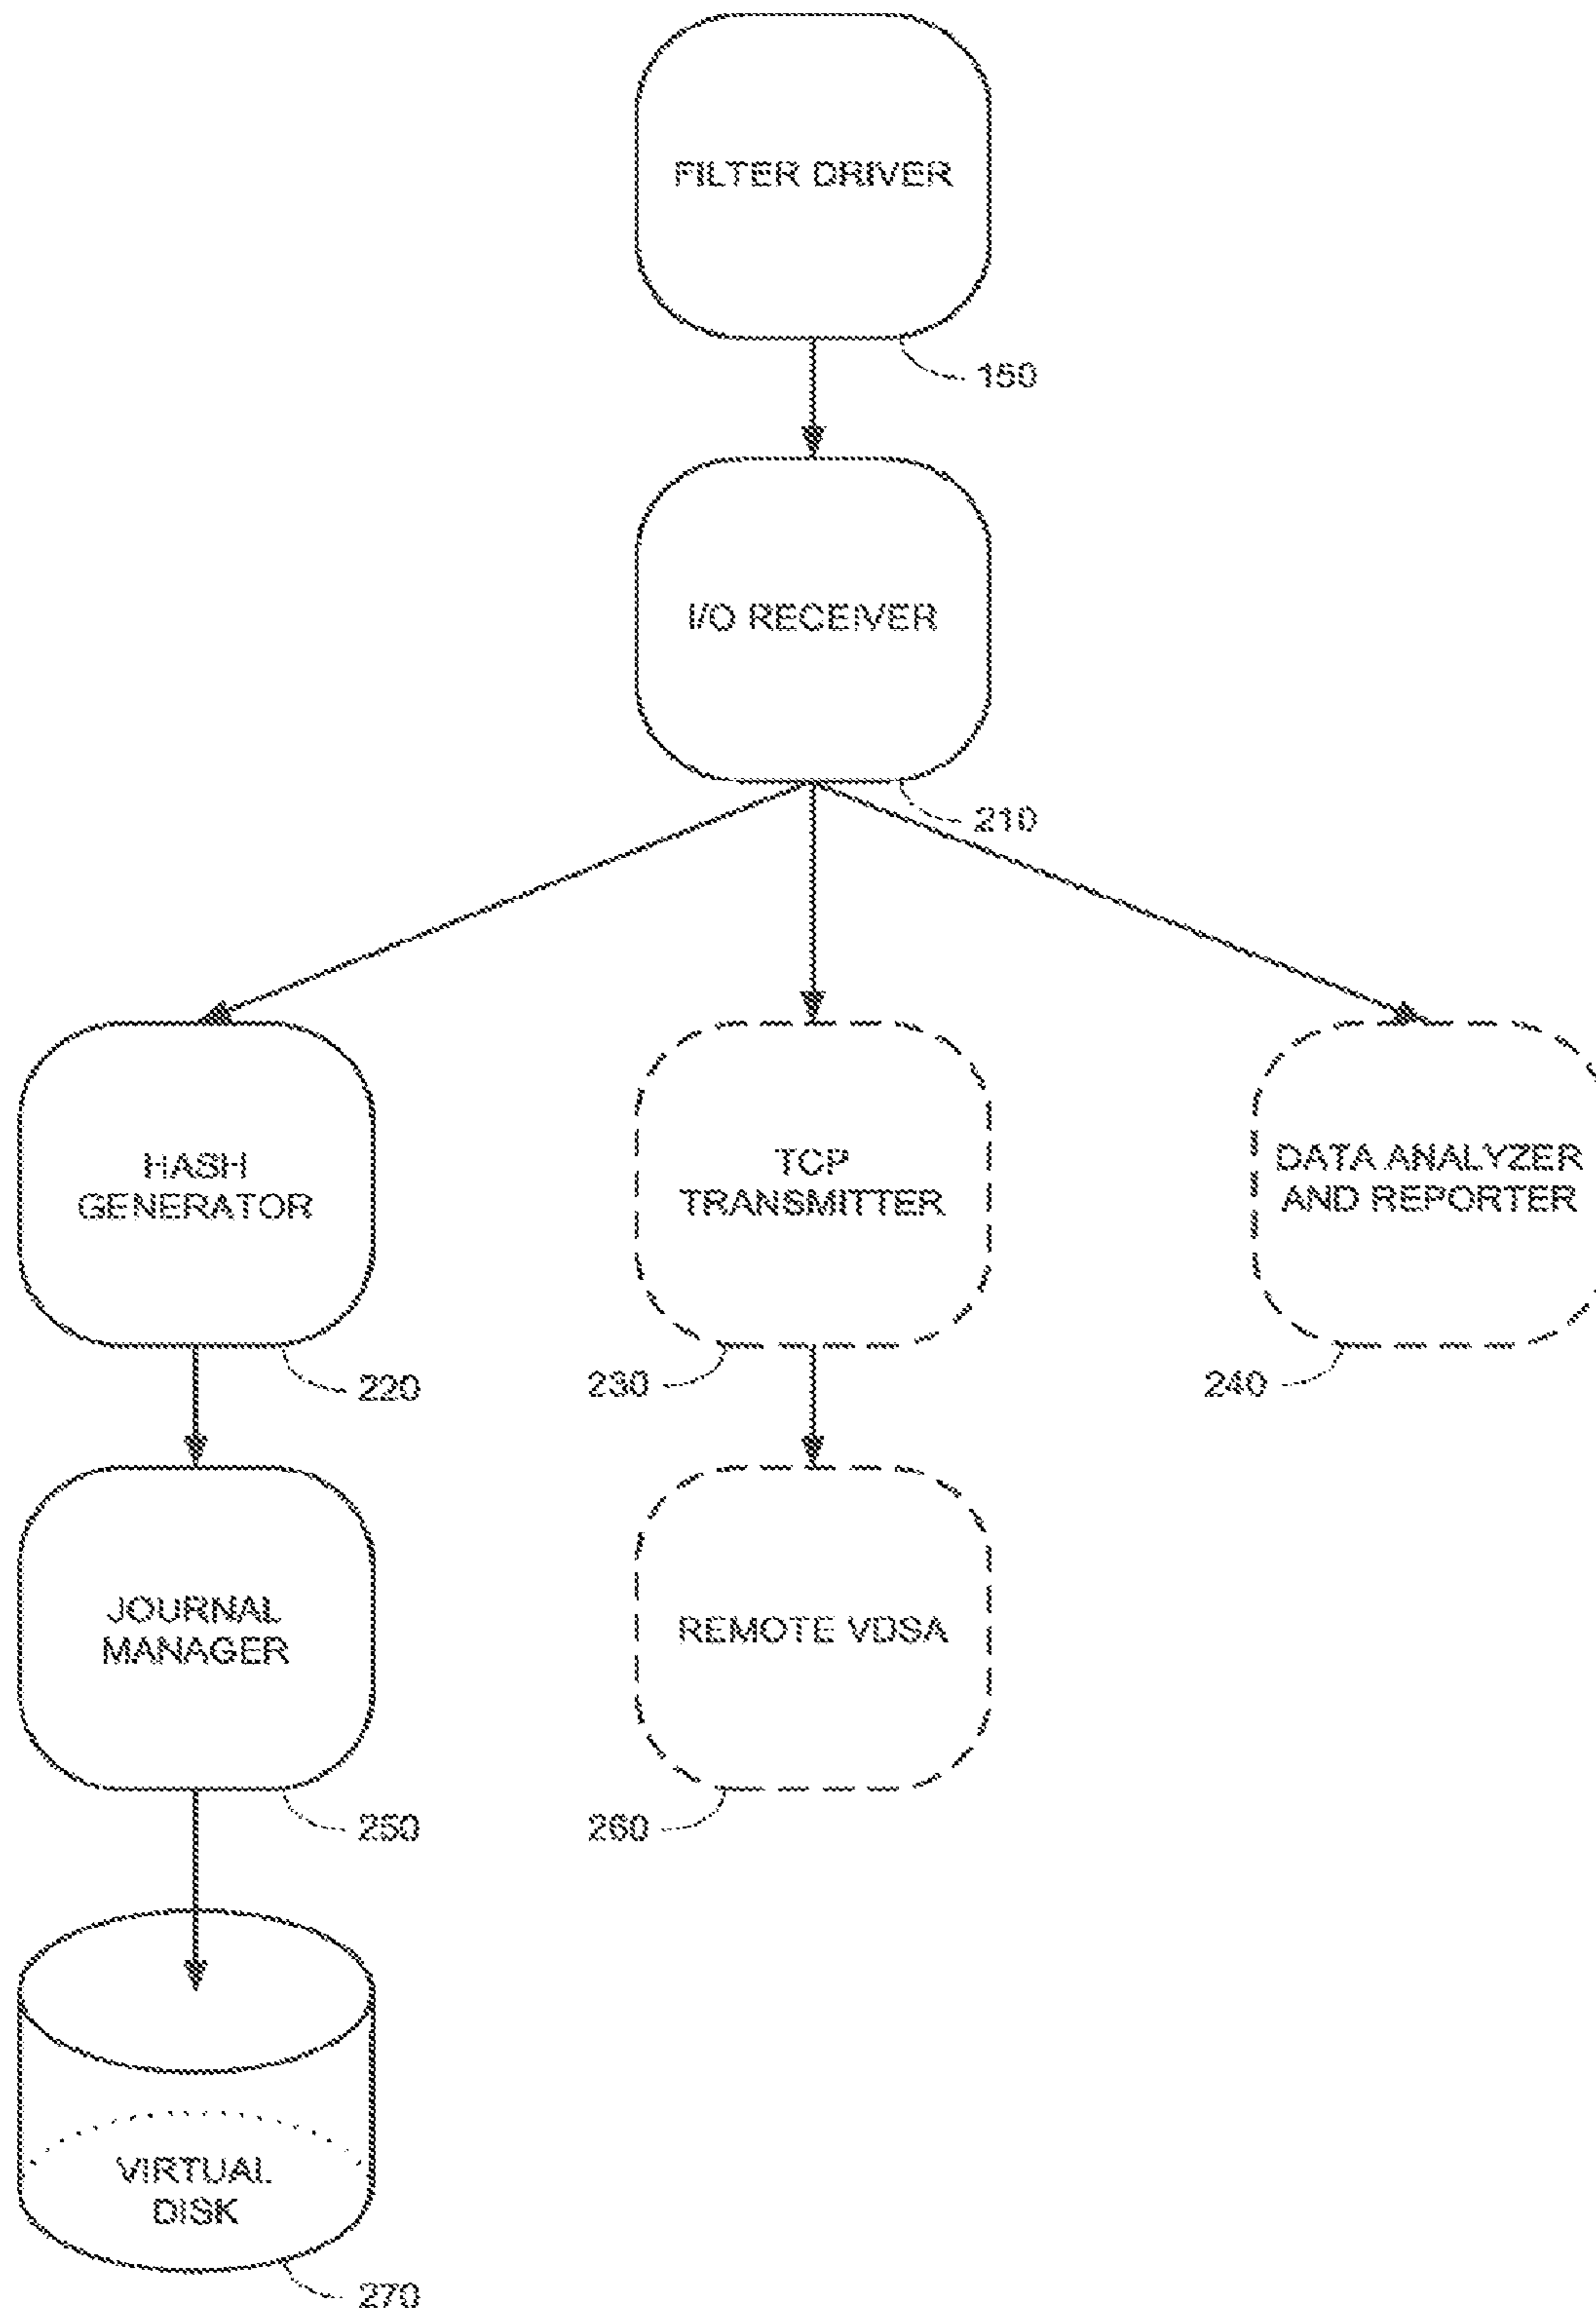 FILTER DRIVER
150
I/O RECEIVER
210
HASH
GENERATOR
220
TCP
TRANSMITTER
230
DATA ANALYZER
AND REPORTER
240
JOURNAL
MANAGER
250
REMOTE VDSA
260
VIRTUAL
DISK
270